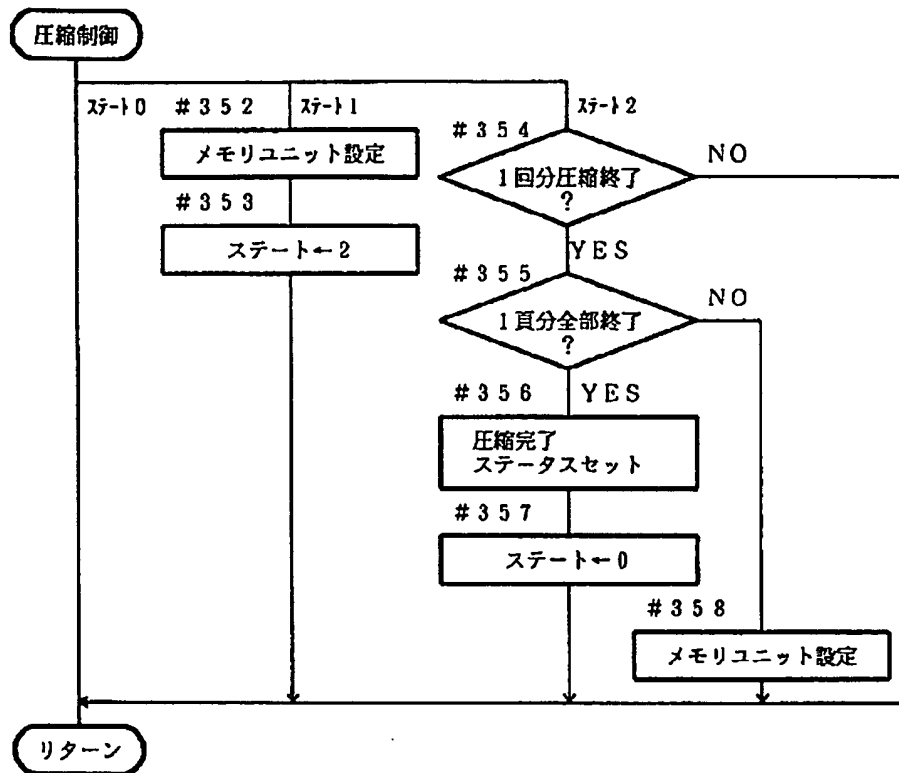 圧縮制御
ステート0
#352
ステート1
ステート2
メモリユニット設定
#353
ステート←2
#354
1回分圧縮終了
?
NO
YES
#355
1頁分全部終了
?
NO
YES
#356
圧縮完了
ステータスセット
#357
ステート←0
#358
メモリユニット設定
リターン